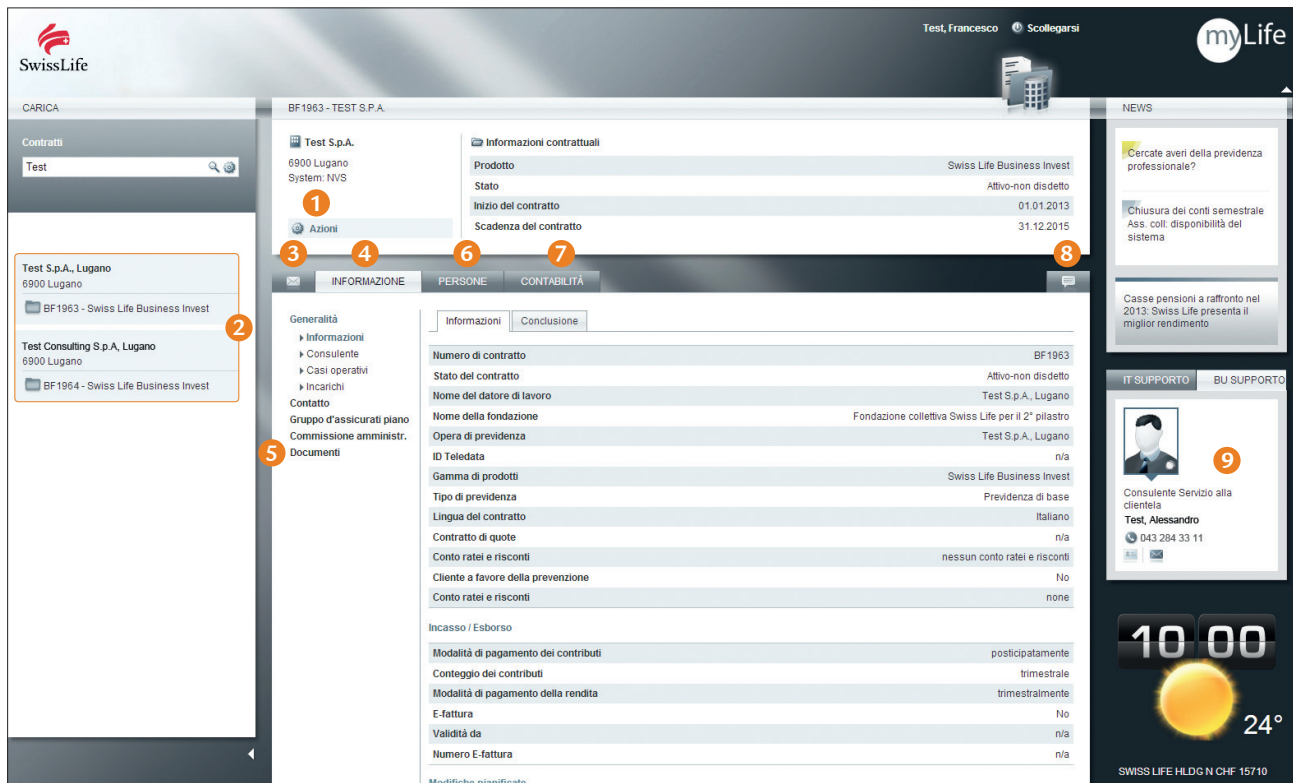 SwissLife
Test, Francesco Scollegarsi
myLife
CARICA
Contratti
Test
Test S.p.A., Lugano
6900 Lugano
BF1963 - Swiss Life Business Invest
2
Test Consulting S.p.A, Lugano
6900 Lugano
BF1964 - Swiss Life Business Invest
BF1963 - TEST S.P.A.
Test S.p.A.
6900 Lugano
System: NVS
1
Azioni
Informazioni contrattuali
Prodotto Swiss Life Business Invest
Stato Attivo-non disdetto
Inizio del contratto 01.01.2013
Scadenza del contratto 31.12.2015
3 4 6 7 8
INFORMAZIONE PERSONE CONTABILITÀ
Generalità
Informazioni
Consulente
Casi operativi
Incarichi
Contatto
Gruppo d'assicurati piano
Commissione amministr.
5 Documenti
Informazioni Conclusione
Numero di contratto BF1963
Stato del contratto Attivo-non disdetto
Nome del datore di lavoro Test S.p.A., Lugano
Nome della fondazione Fondazione collettiva Swiss Life per il 2° pilastro
Opera di previdenza Test S.p.A., Lugano
ID Teledata n/a
Gamma di prodotti Swiss Life Business Invest
Tipo di previdenza Previdenza di base
Lingua del contratto Italiano
Contratto di quote n/a
Conto ratei e risconti nessun conto ratei e risconti
Cliente a favore della prevenzione No
Conto ratei e risconti none
Incasso / Esborso
Modalità di pagamento dei contributi posticipatamente
Conteggio dei contributi trimestrale
Modalità di pagamento della rendita trimestralmente
E-fattura No
Validità da n/a
Numero E-fattura n/a
Modifiche pianificate
NEWS
Cercate averi della previdenza
professionale?
Chiusura dei conti semestrale
Ass. coll: disponibilità del
sistema
Casse pensioni a raffronto nel
2013: Swiss Life presenta il
miglior rendimento
IT SUPPORTO BU SUPPORTO
9
Consulente Servizio alla
clientela
Test, Alessandro
043 284 33 11
10 00
24°
SWISS LIFE HLDG N CHF 15710